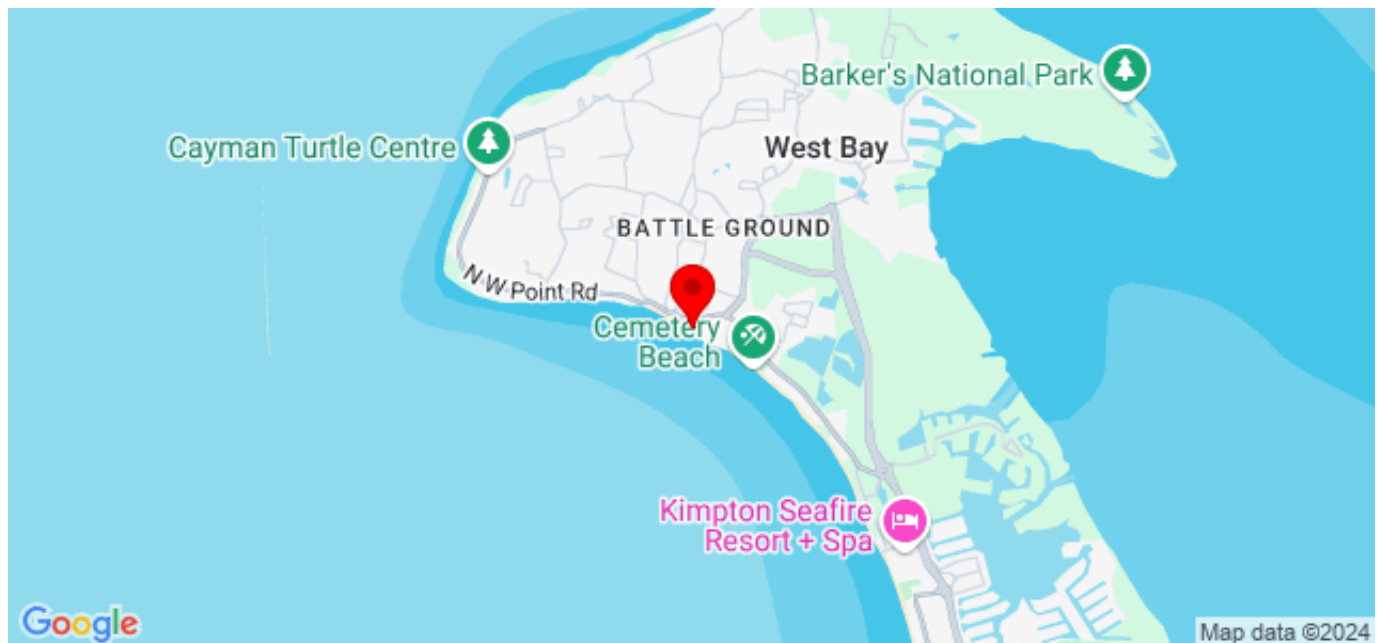 Barker's National Park
Cayman Turtle Centre
West Bay
BATTLE GROUND
N W Point Rd
Cemetery
Beach
Kimpton Seafire
Resort + Spa
Google
Map data ©2024